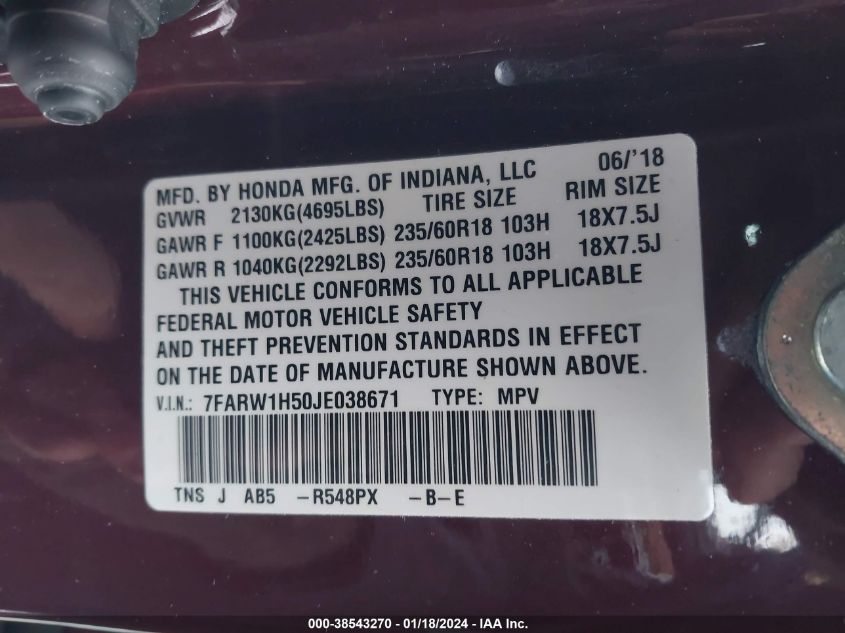 MFD. BY HONDA MFG. OF INDIANA, LLC 06/'18
GVWR 2130KG(4695LBS) TIRE SIZE RIM SIZE
GAWR F 1100KG(2425LBS) 235/60R18 103H 18X7.5J
GAWR R 1040KG(2292LBS) 235/60R18 103H 18X7.5J
THIS VEHICLE CONFORMS TO ALL APPLICABLE
FEDERAL MOTOR VEHICLE SAFETY
AND THEFT PREVENTION STANDARDS IN EFFECT
ON THE DATE OF MANUFACTURE SHOWN ABOVE.
V.I.N.: 7FARW1H50JE038671 TYPE: MPV
TNS J AB5 -R548PX -B-E
000-38543270 - 01/18/2024 - IAA Inc.